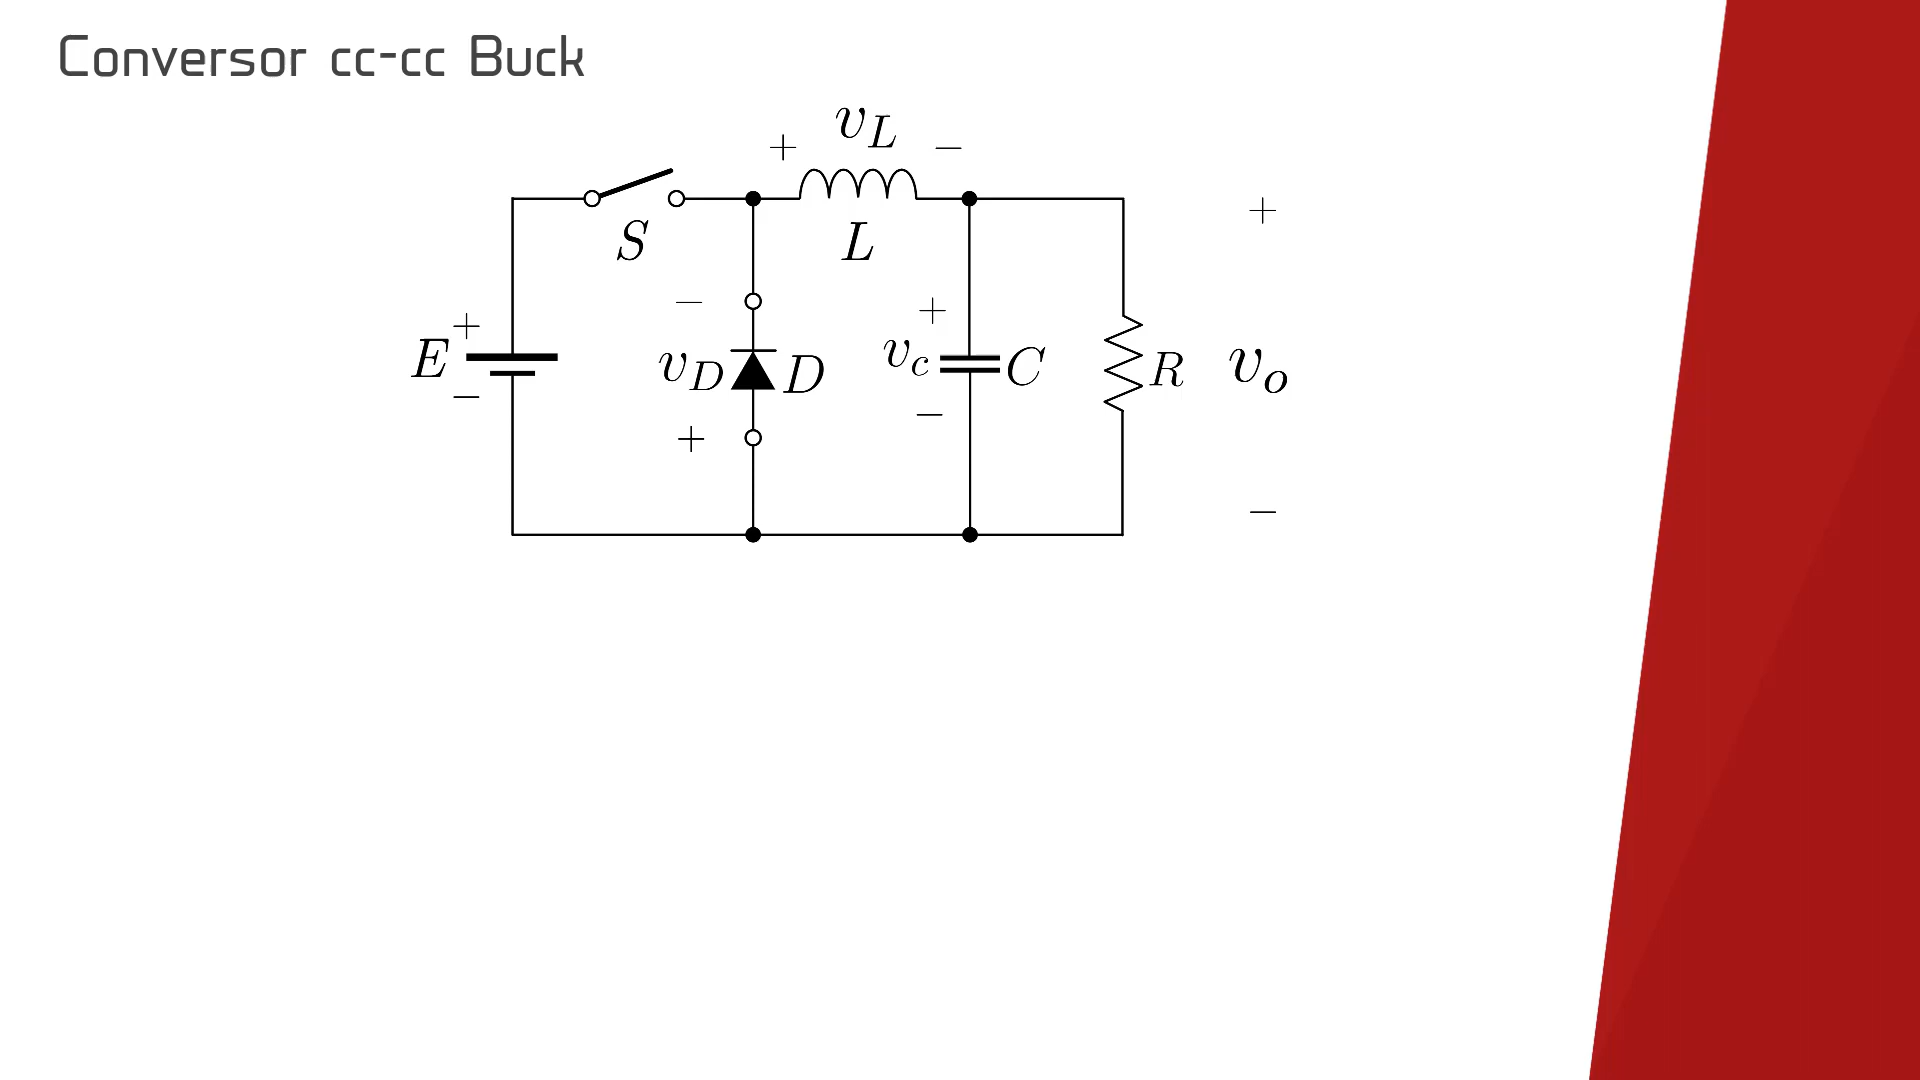 Conversor cc-cc Buck
+ v_L −
S
L
+
E
−
−
v_D
D
+
+
v_c
C
−
R
+
v_o
−